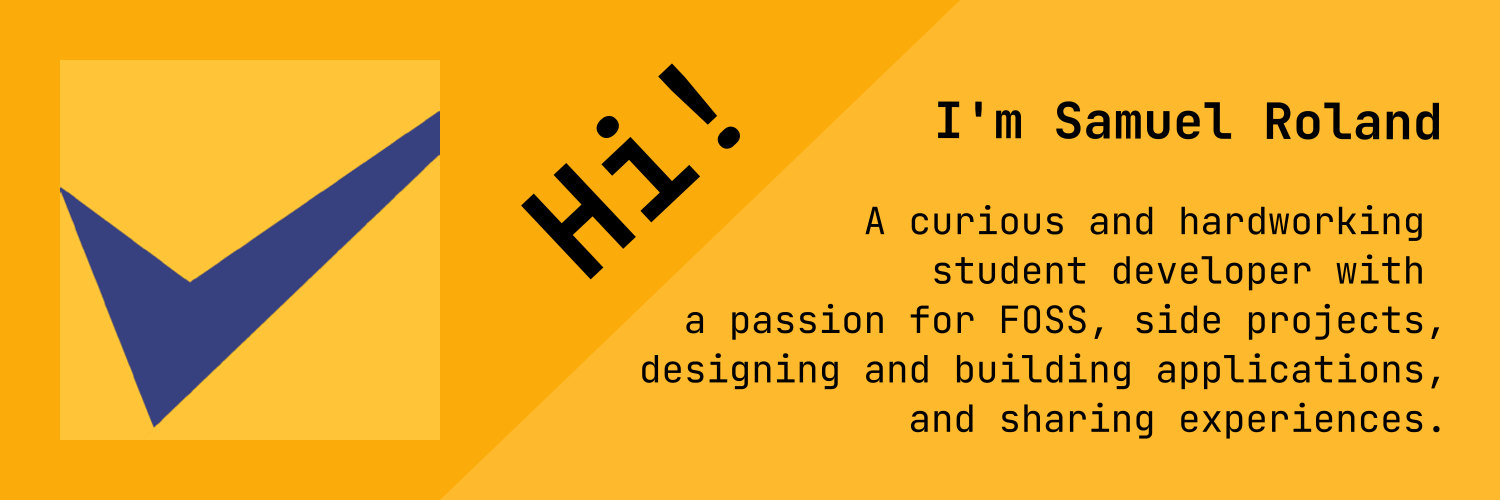 Hi!
I'm Samuel Roland
A curious and hardworking
student developer with
a passion for FOSS, side projects,
designing and building applications,
and sharing experiences.